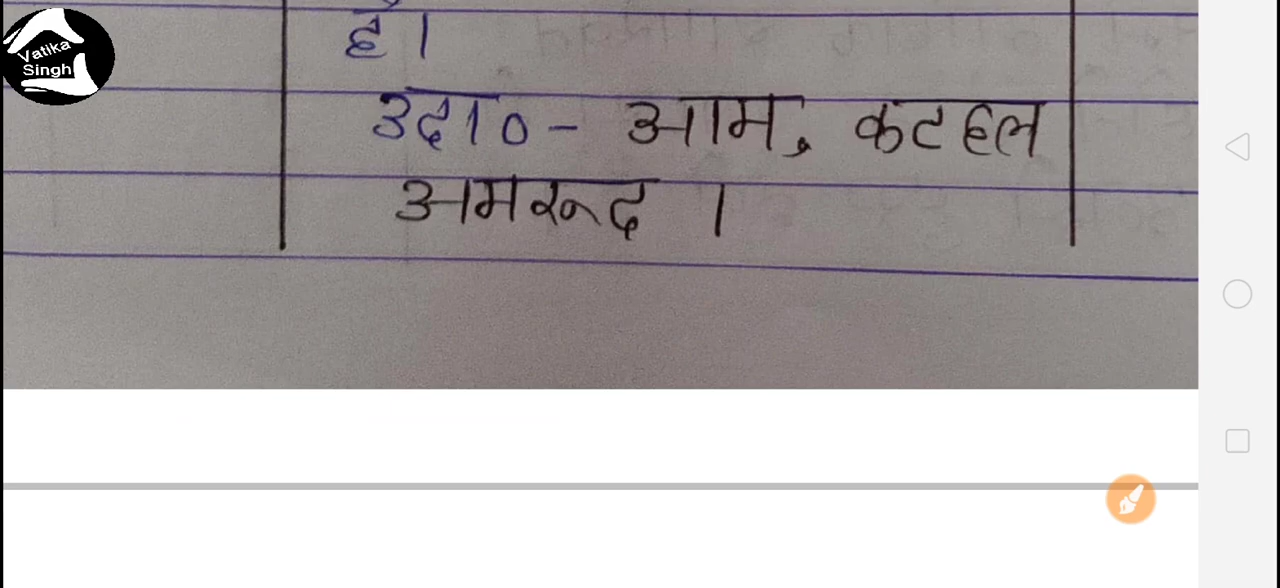 Vatika
Singh
है।
उदा० - आम, कटहल
अमरूद ।